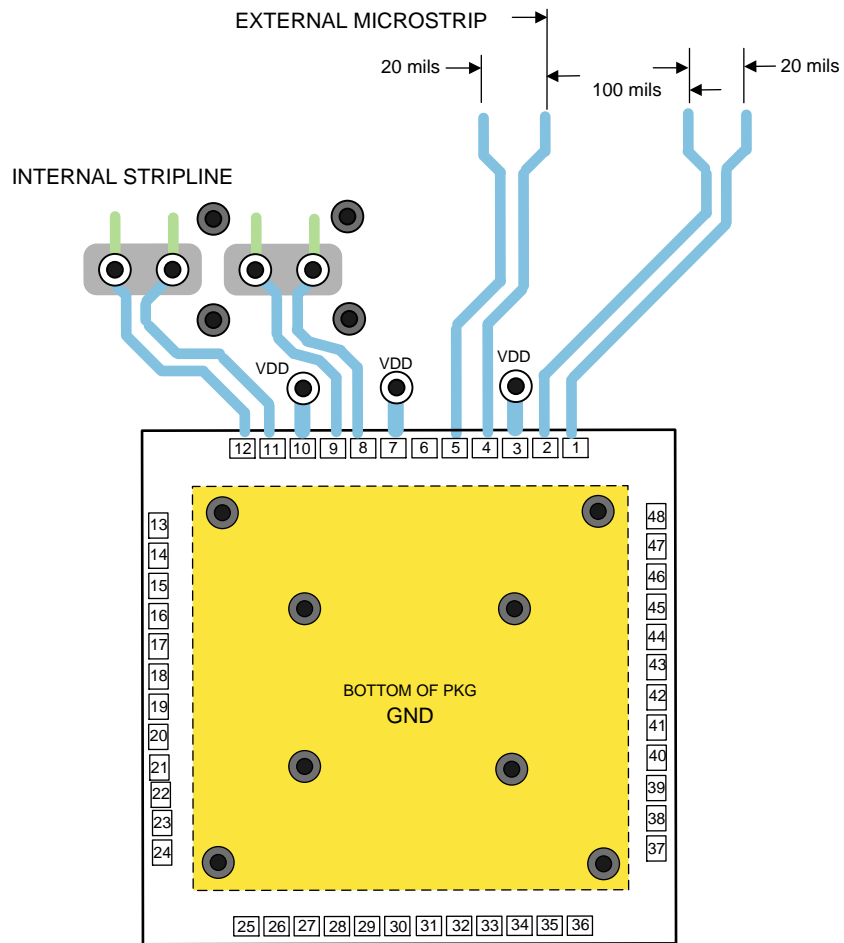 EXTERNAL MICROSTRIP
20 mils
20 mils
100 mils
INTERNAL STRIPLINE
VDD
VDD
VDD
12 11 10 9 8 7 6 5 4 3 2 1
13
14
15
16
17
18
19
20
21
22
23
24
48
47
46
45
44
43
42
41
40
39
38
37
BOTTOM OF PKG
GND
25 26 27 28 29 30 31 32 33 34 35 36